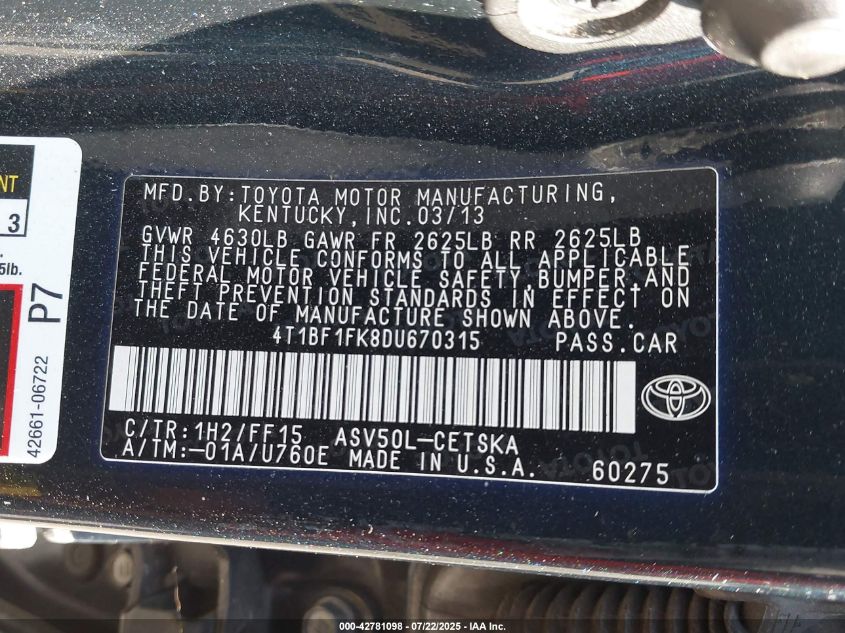 MFD.BY:TOYOTA MOTOR MANUFACTURING,
KENTUCKY,INC.03/13
GVWR 4630LB GAWR FR 2625LB RR 2625LB
THIS VEHICLE CONFORMS TO ALL APPLICABLE
FEDERAL MOTOR VEHICLE SAFETY,BUMPER,AND
THEFT PREVENTION STANDARDS IN EFFECT ON
THE DATE OF MANUFACTURE SHOWN ABOVE.
4T1BF1FK8DU670315 PASS.CAR
C/TR:1H2/FF15 ASV50L-CETSKA
A/TM:-01A/U760E MADE IN U.S.A. 60275
3
5lb.
P7
42661-06722
000-42781098 - 07/22/2025 - IAA Inc.